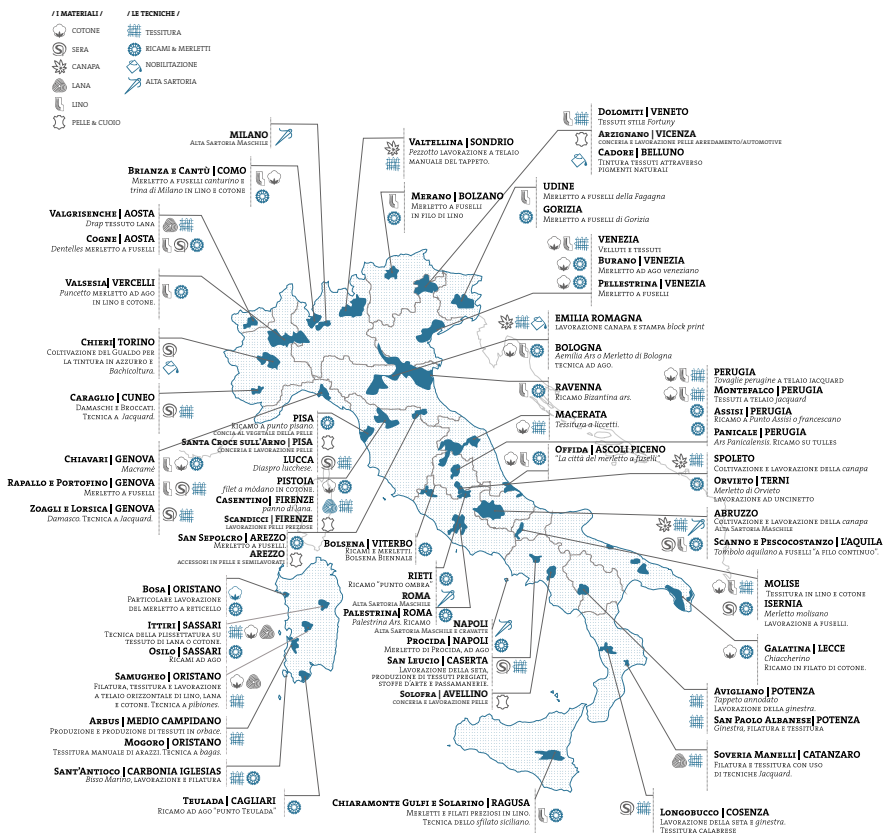 / I MATERIALI /
COTONE
SERA
CANAPA
LANA
LINO
PELLE & CUOIO
/ LE TECNICHE /
TESSITURA
RICAMI & MERLETTI
NOBILITAZIONE
ALTA SARTORIA
MILANO
ALTA SARTORIA MASCHILE
BRIANZA E CANTÙ | COMO
MERLETTO A FUSELLI canturino e
trina di Milano IN LINO E COTONE
VALGRISENCHE | AOSTA
Drap TESSUTO LANA
COGNE | AOSTA
Dentelles MERLETTO A FUSELLI
VALSESIA | VERCELLI
Puncetto MERLETTO AD AGO
IN LINO E COTONE.
CHIERI | TORINO
COLTIVAZIONE DEL GUALDO PER
LA TINTURA IN AZZURRO E
Bachicoltura.
CARAGLIO | CUNEO
DAMASCHI E BROCCATI.
TECNICA A Jacquard.
CHIAVARI | GENOVA
Macramé
RAPALLO E PORTOFINO | GENOVA
MERLETTO A FUSELLI
ZOAGLI E LORSICA | GENOVA
Damasco. TECNICA A Jacquard.
VALTELLINA | SONDRIO
Pezzotto LAVORAZIONE A TELAIO
MANUALE DEL TAPPETO.
MERANO | BOLZANO
MERLETTO A FUSELLI
IN FILO DI LINO
DOLOMITI | VENETO
TESSUTI STILE Fortuny
ARZIGNANO | VICENZA
CONCERIA E LAVORAZIONE PELLE ARREDAMENTO/AUTOMOTIVE
CADORE | BELLUNO
TINTURA TESSUTI ATTRAVERSO
PIGMENTI NATURALI
UDINE
MERLETTO A FUSELLI della Fagagna
GORIZIA
MERLETTO A FUSELLI di Gorizia
VENEZIA
VELLUTI E TESSUTI
BURANO | VENEZIA
MERLETTO AD AGO veneziano
PELLESTRINA | VENEZIA
MERLETTO A FUSELLI
EMILIA ROMAGNA
LAVORAZIONE CANAPA E STAMPA block print
BOLOGNA
Aemilia Ars o Merletto di Bologna
TECNICA AD AGO.
RAVENNA
RICAMO Bizantina ars.
MACERATA
Tessitura a liccetti.
OFFIDA | ASCOLI PICENO
"La città del merletto a fuselli"
PERUGIA
Tovaglie perugine A TELAIO JACQUARD
MONTEFALCO | PERUGIA
TESSUTI A TELAIO jacquard
ASSISI | PERUGIA
RICAMO A Punto Assisi o francescano
PANICALE | PERUGIA
Ars Panicalensis. RICAMO SU TULLES
SPOLETO
COLTIVAZIONE E LAVORAZIONE DELLA canapa
ORVIETO | TERNI
Merletto di Orvieto
LAVORAZIONE AD UNCINETTO
ABRUZZO
COLTIVAZIONE E LAVORAZIONE DELLA canapa
ALTA SARTORIA MASCHILE
SCANNO E PESCOCOSTANZO | L'AQUILA
Tombolo aquilano A FUSELLI "A FILO CONTINUO".
MOLISE
TESSITURA IN LINO E COTONE
ISERNIA
Merletto molisano
LAVORAZIONE A FUSELLI.
GALATINA | LECCE
Chiaccherino
RICAMO IN FILATO DI COTONE.
AVIGLIANO | POTENZA
Tappeto annodato
LAVORAZIONE DELLA ginestra.
SAN PAOLO ALBANESE | POTENZA
Ginestra, FILATURA E TESSITURA
SOVERIA MANELLI | CATANZARO
FILATURA E TESSITURA CON USO
DI TECNICHE Jacquard.
LONGOBUCCO | COSENZA
LAVORAZIONE DELLA SETA E ginestra.
TESSITURA CALABRESE
PISA
RICAMO A punto pisano.
CONCIA AL VEGETALE DELLA PELLE
SANTA CROCE SULL'ARNO | PISA
CONCERIA E LAVORAZIONE PELLE
LUCCA
Diaspro lucchese.
PISTOIA
filet a mòdano IN COTONE.
CASENTINO | FIRENZE
panno di lana.
SCANDICCI | FIRENZE
LAVORAZIONE PELLI PREZIOSE
SAN SEPOLCRO | AREZZO
MERLETTO A FUSELLI.
AREZZO
ACCESSORI IN PELLE E SEMILAVORATI
BOLSENA | VITERBO
RICAMI E MERLETTI.
BOLSENA BIENNALE
RIETI
RICAMO "PUNTO OMBRA"
ROMA
ALTA SARTORIA MASCHILE
PALESTRINA | ROMA
Palestrina Ars. RICAMO
NAPOLI
ALTA SARTORIA MASCHILE E CRAVATTE
PROCIDA | NAPOLI
MERLETTO DI PROCIDA, AD AGO
SAN LEUCIO | CASERTA
LAVORAZIONE DELLA SETA,
PRODUZIONE DI TESSUTI PREGIATI,
STOFFE D'ARTE E PASSAMANERIE.
SOLOFRA | AVELLINO
CONCERIA E LAVORAZIONE PELLE
BOSA | ORISTANO
PARTICOLARE LAVORAZIONE
DEL MERLETTO A RETICELLO
ITTIRI | SASSARI
TECNICA DELLA PLISSETTATURA SU
TESSUTO DI LANA O COTONE.
OSILO | SASSARI
RICAMI AD AGO
SAMUGHEO | ORISTANO
FILATURA, TESSITURA E LAVORAZIONE
A TELAIO ORIZZONTALE DI LINO, LANA
E COTONE. TECNICA A pibiones.
ARBUS | MEDIO CAMPIDANO
PRODUZIONE E PRODUZIONE DI TESSUTI IN orbace.
MOGORO | ORISTANO
TESSITURA MANUALE DI ARAZZI. TECNICA A bagas.
SANT'ANTIOCO | CARBONIA IGLESIAS
Bisso Marino, LAVORAZIONE E FILATURA
TEULADA | CAGLIARI
RICAMO AD AGO "PUNTO TEULADA"
CHIARAMONTE GULFI E SOLARINO | RAGUSA
MERLETTI E FILATI PREZIOSI IN LINO.
TECNICA DELLO sfilato siciliano.